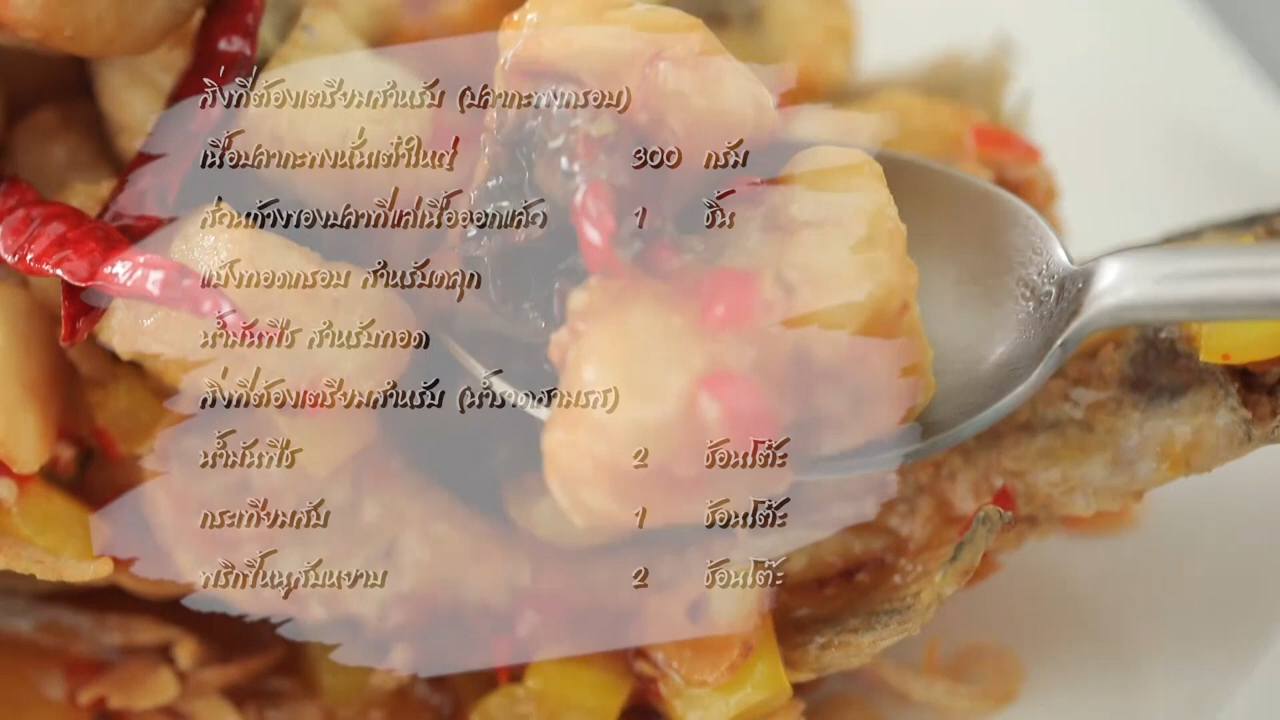 สิ่งที่ต้องเตรียมสำหรับ (ปลากะพงกรอบ)
เนื้อปลากะพงหั่นเต๋าใหญ่ 300 กรัม
ส่วนก้างของปลาที่แล่เนื้อออกแล้ว 1 ชิ้น
แป้งทอดกรอบ สำหรับคลุก
น้ำมันพืช สำหรับทอด
สิ่งที่ต้องเตรียมสำหรับ (น้ำราดสามรส)
น้ำมันพืช 2 ช้อนโต๊ะ
กระเทียมสับ 1 ช้อนโต๊ะ
พริกขี้หนูสับหยาบ 2 ช้อนโต๊ะ